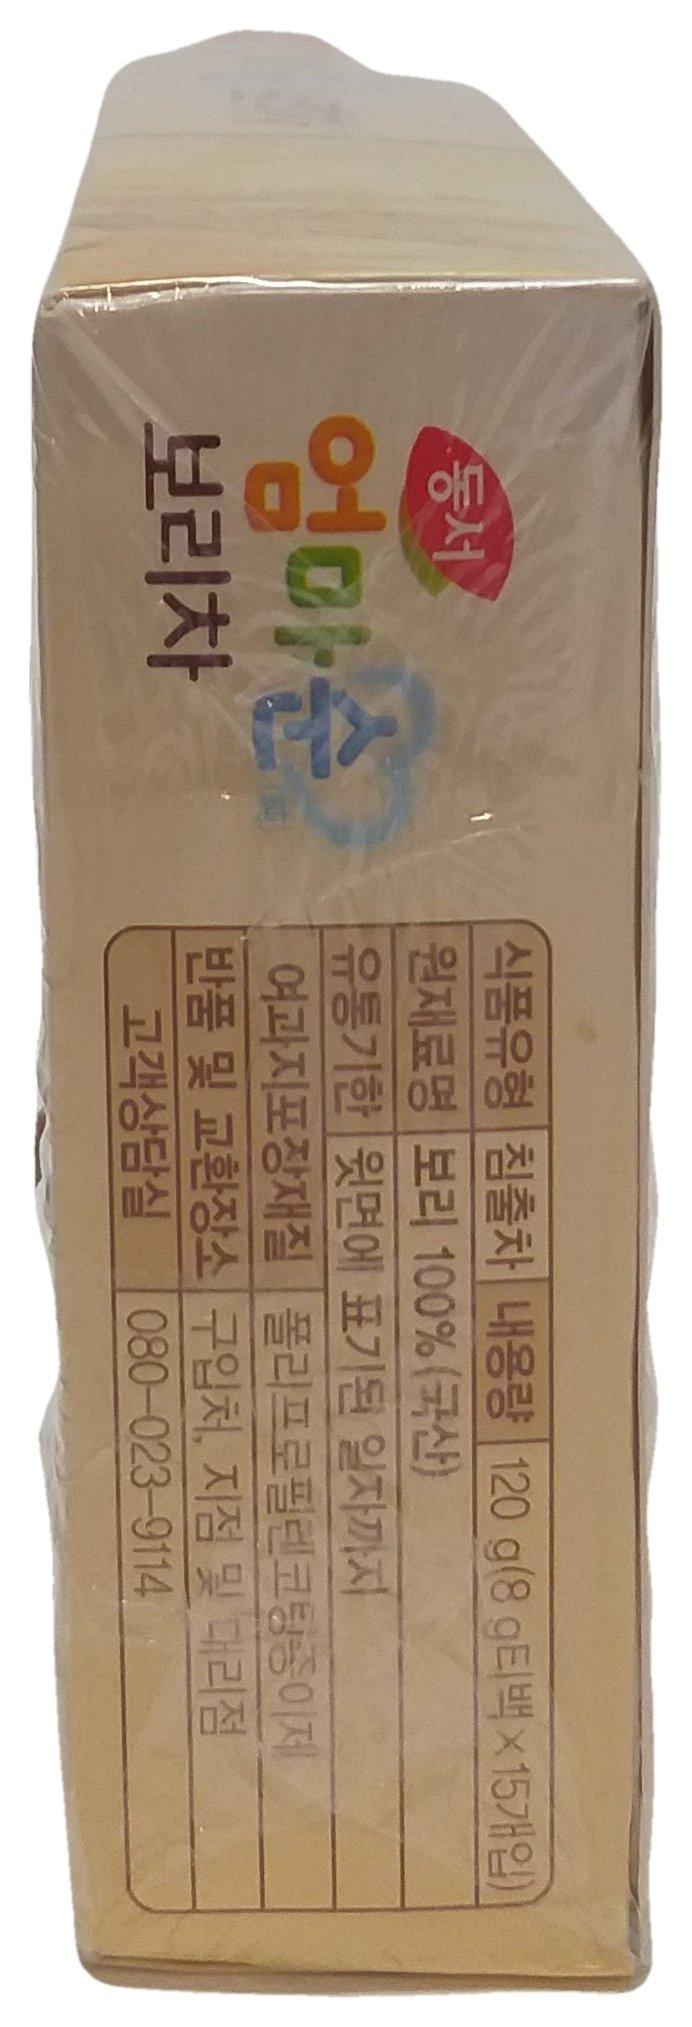 동서
엄마손
보리차
식품유형 침출차 내용량 120 g(8 g티백×15개입)
원재료명 보리 100%(국산)
유통기한 윗면에 표기된 일자까지
여과지포장재질 폴리프로필렌코팅종이제
반품 및 교환장소 구입처, 지점 및 대리점
고객상담실 080-023-9114